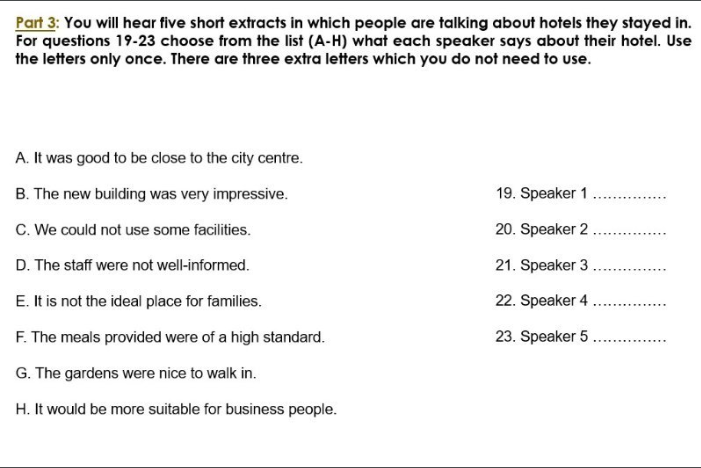 Part 3: You will hear five short extracts in which people are talking about hotels they stayed in.
For questions 19-23 choose from the list (A-H) what each speaker says about their hotel. Use
the letters only once. There are three extra letters which you do not need to use.
A. It was good to be close to the city centre.
B. The new building was very impressive.
19. Speaker 1 ...............
C. We could not use some facilities.
20. Speaker 2 ...............
D. The staff were not well-informed.
21. Speaker 3 ...............
E. It is not the ideal place for families.
22. Speaker 4 ...............
F. The meals provided were of a high standard.
23. Speaker 5 ...............
G. The gardens were nice to walk in.
H. It would be more suitable for business people.